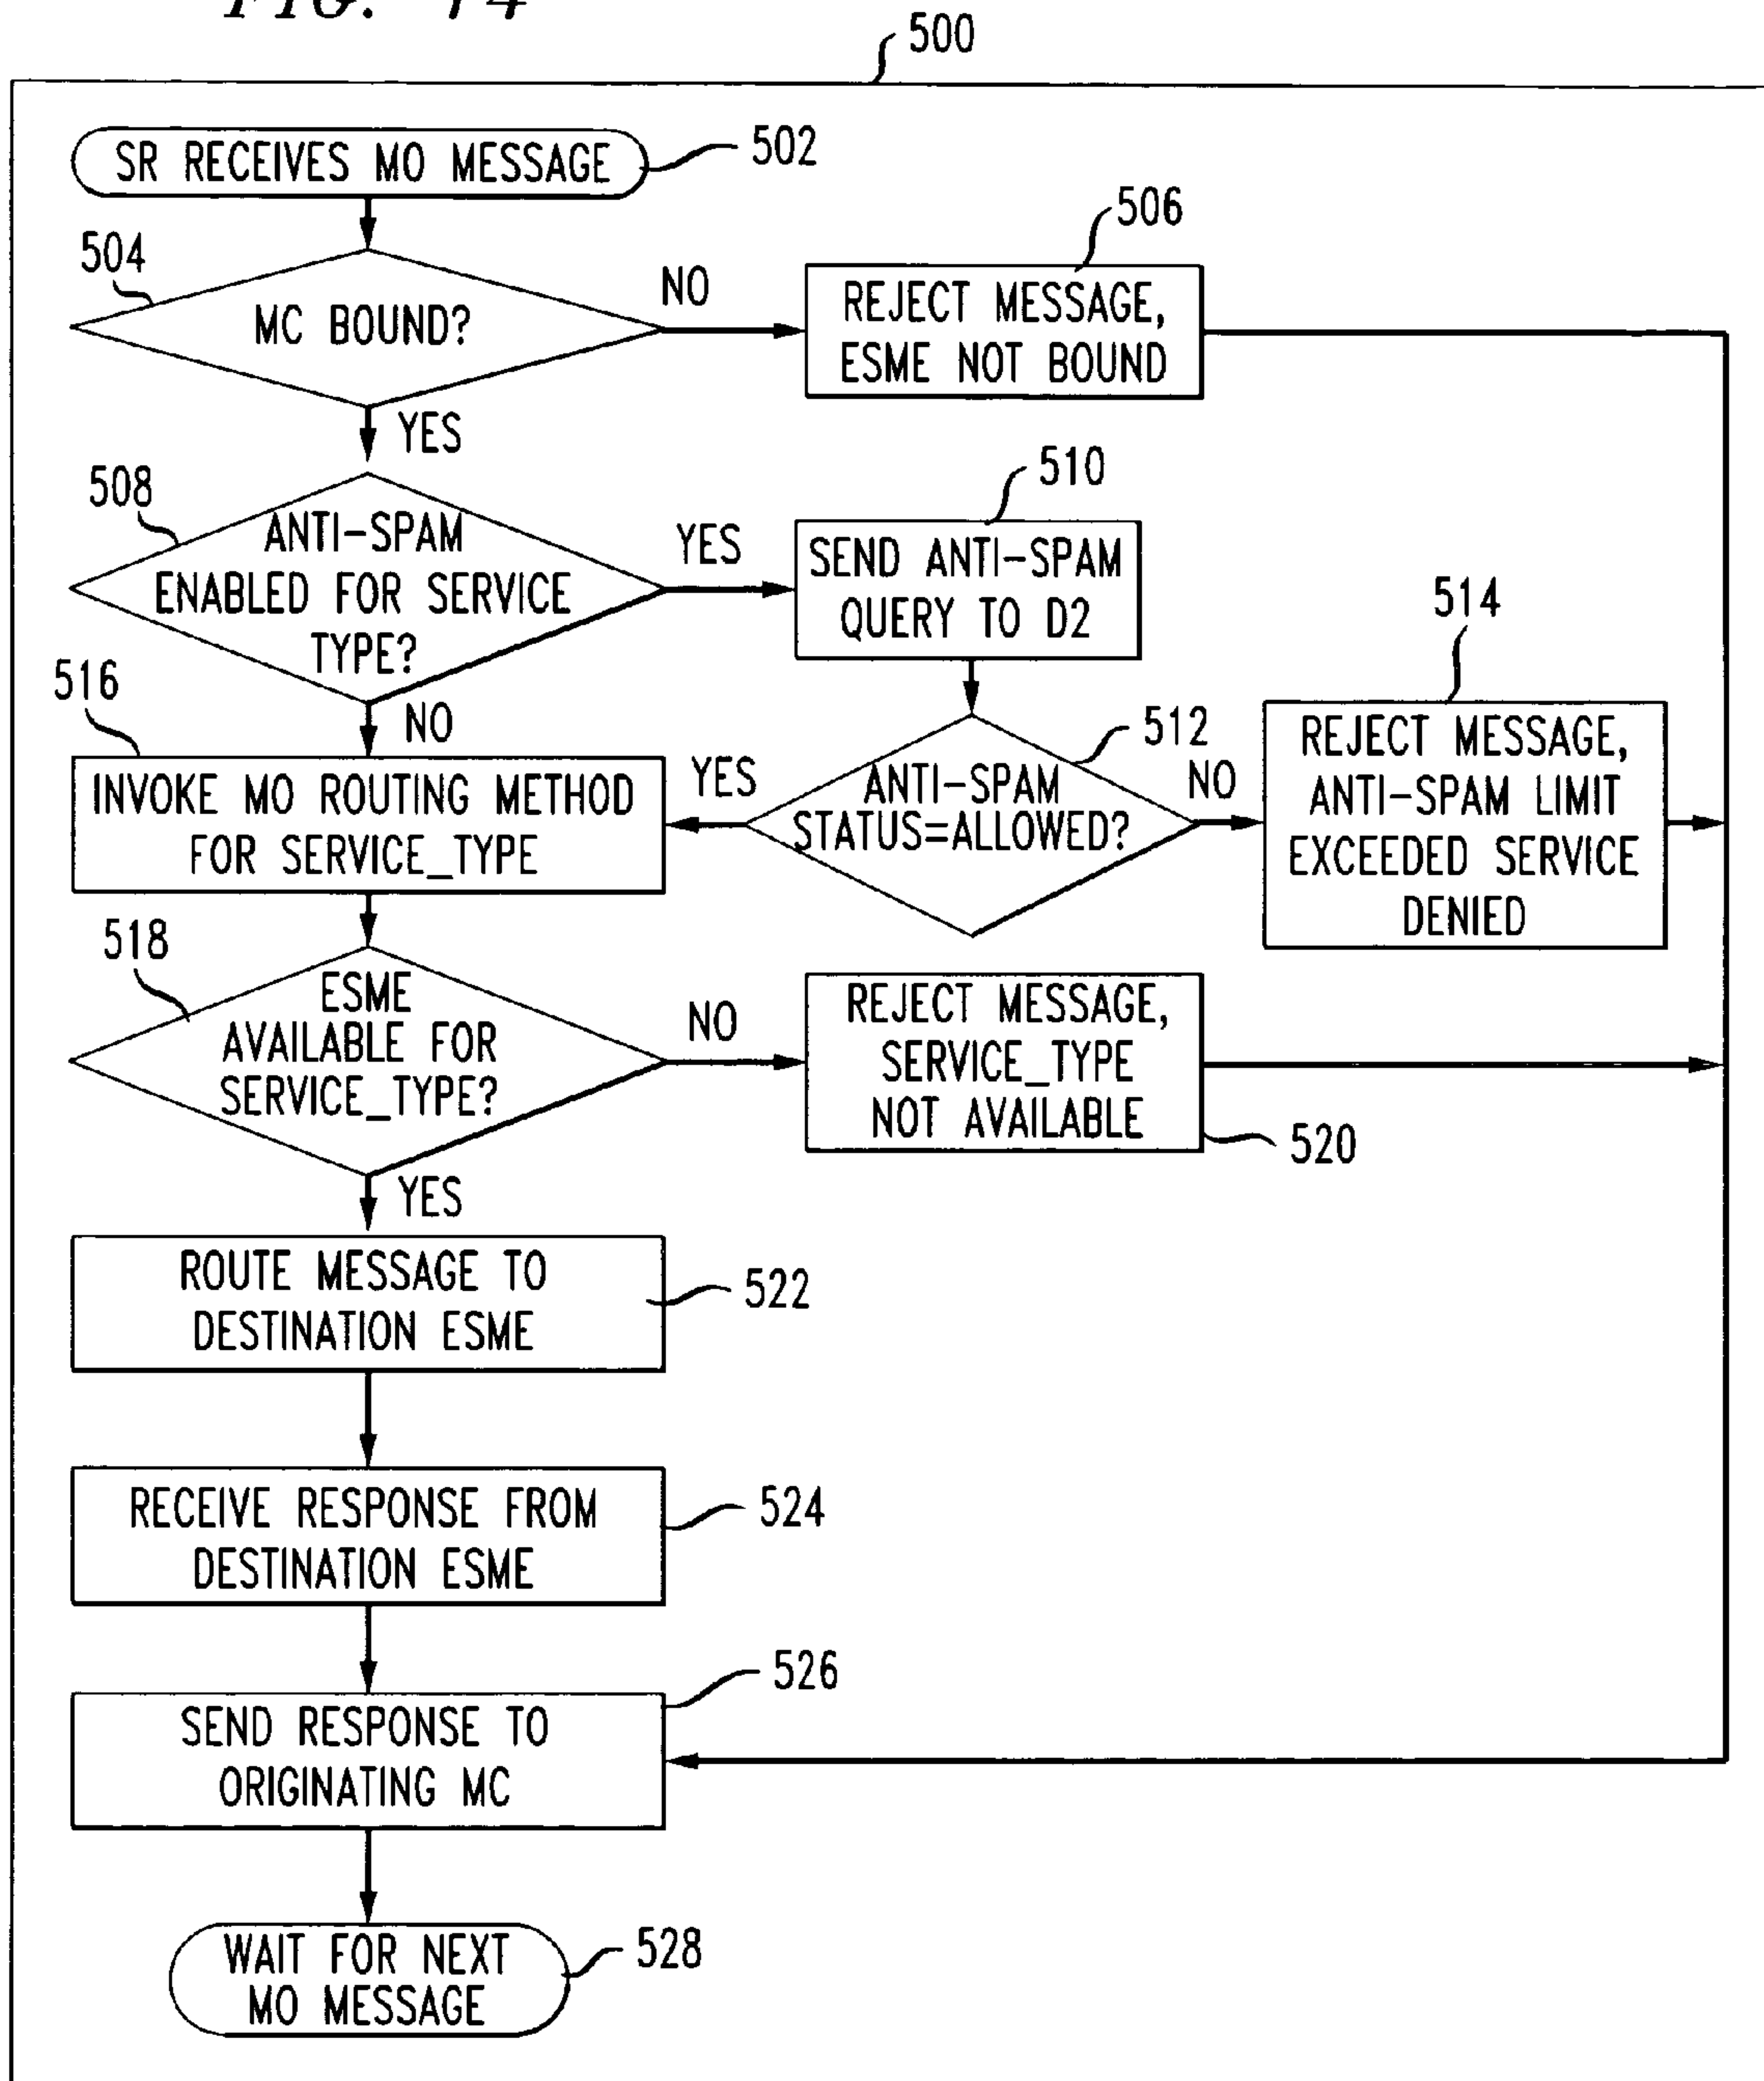 FIG. 14
500
SR RECEIVES MO MESSAGE
502
504
MC BOUND?
NO
506
REJECT MESSAGE,
ESME NOT BOUND
YES
508
ANTI-SPAM
ENABLED FOR SERVICE
TYPE?
YES
510
SEND ANTI-SPAM
QUERY TO D2
514
516
NO
INVOKE MO ROUTING METHOD
FOR SERVICE_TYPE
YES
512
ANTI-SPAM
STATUS=ALLOWED?
NO
REJECT MESSAGE,
ANTI-SPAM LIMIT
EXCEEDED SERVICE
DENIED
518
ESME
AVAILABLE FOR
SERVICE_TYPE?
NO
REJECT MESSAGE,
SERVICE_TYPE
NOT AVAILABLE
520
YES
ROUTE MESSAGE TO
DESTINATION ESME
522
RECEIVE RESPONSE FROM
DESTINATION ESME
524
526
SEND RESPONSE TO
ORIGINATING MC
WAIT FOR NEXT
MO MESSAGE
528